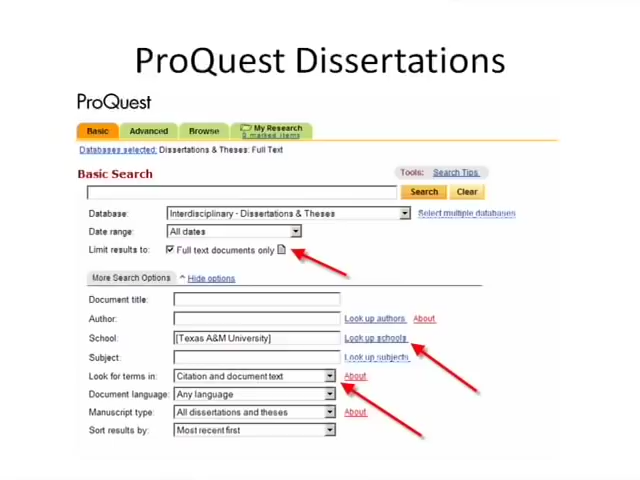 ProQuest Dissertations
ProQuest
Basic Advanced Browse My Research
0 marked items
Databases selected: Dissertations & Theses: Full Text
Basic Search Tools: Search Tips
Search Clear
Database: Interdisciplinary - Dissertations & Theses Select multiple databases
Date range: All dates
Limit results to: Full text documents only
More Search Options ^ Hide options
Document title:
Author: Look up authors About
School: [Texas A&M University] Look up schools
Subject: Look up subjects
Look for terms in: Citation and document text About
Document language: Any language
Manuscript type: All dissertations and theses About
Sort results by: Most recent first